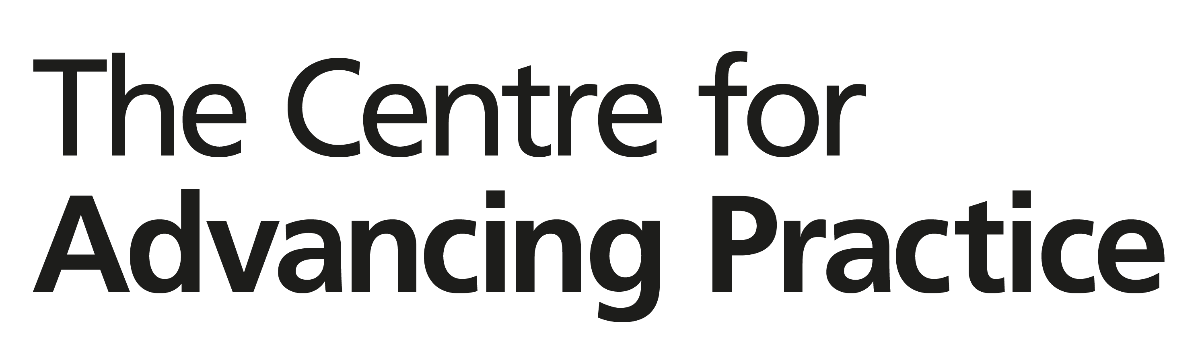 The Centre for
Advancing Practice